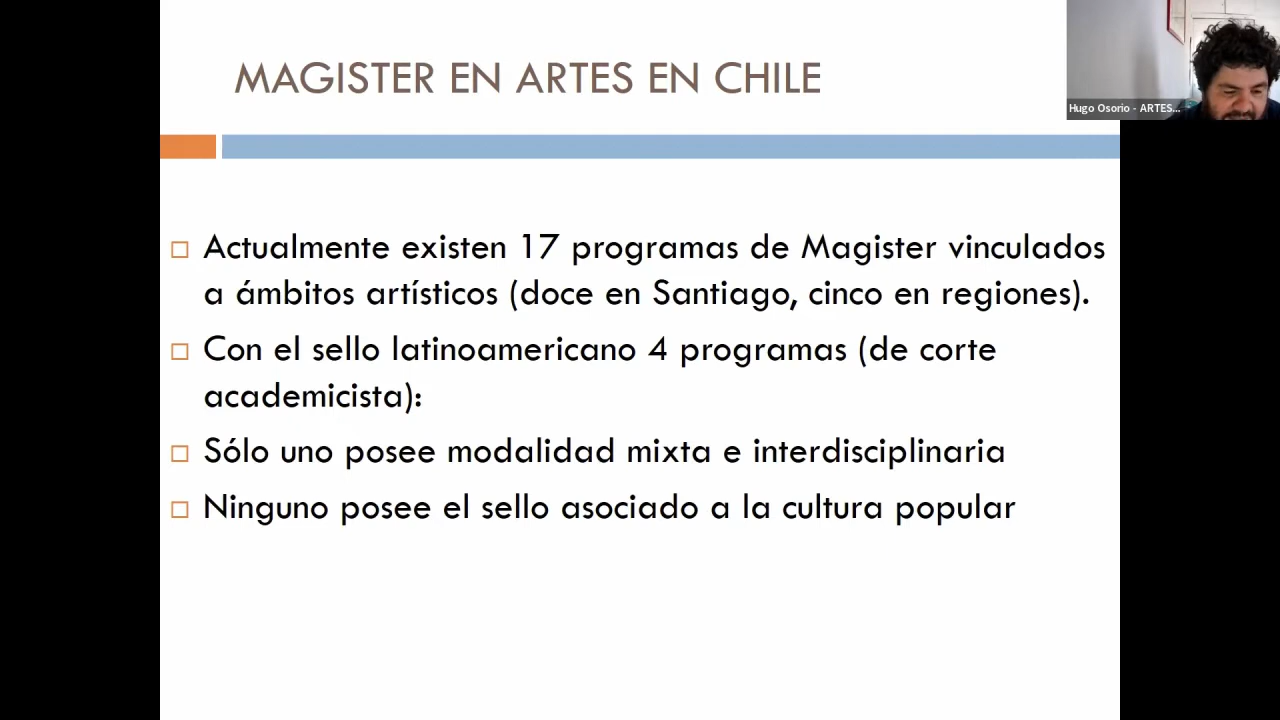 MAGISTER EN ARTES EN CHILE
Hugo Osorio - ARTES...
Actualmente existen 17 programas de Magister vinculados
a ámbitos artísticos (doce en Santiago, cinco en regiones).
Con el sello latinoamericano 4 programas (de corte
academicista):
Sólo uno posee modalidad mixta e interdisciplinaria
Ninguno posee el sello asociado a la cultura popular